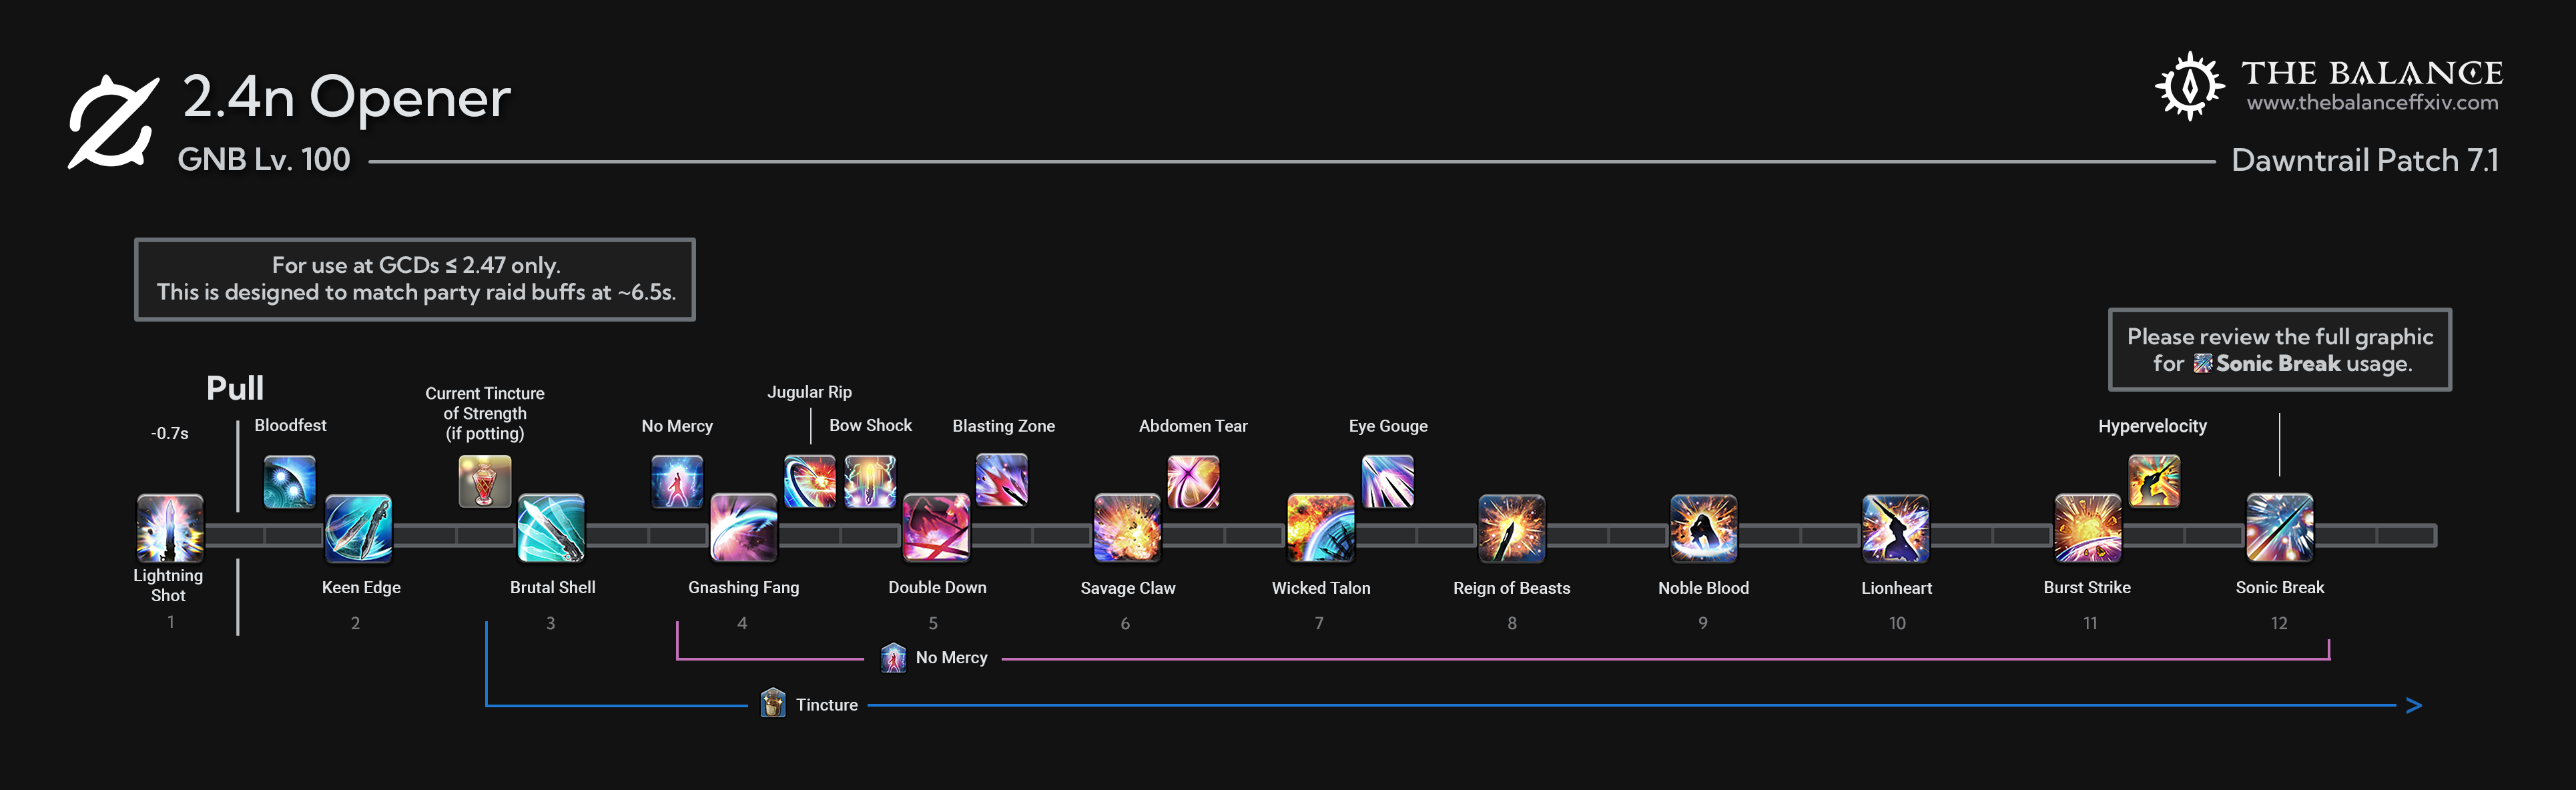 2.4n Opener
GNB Lv. 100
THE BALANCE
www.thebalanceffxiv.com
Dawntrail Patch 7.1
For use at GCDs ≤ 2.47 only.
This is designed to match party raid buffs at ~6.5s.
Please review the full graphic
for Sonic Break usage.
Pull
-0.7s
Bloodfest
Current Tincture
of Strength
(if potting)
No Mercy
Jugular Rip
Bow Shock
Blasting Zone
Abdomen Tear
Eye Gouge
Hypervelocity
Lightning
Shot
Keen Edge
Brutal Shell
Gnashing Fang
Double Down
Savage Claw
Wicked Talon
Reign of Beasts
Noble Blood
Lionheart
Burst Strike
Sonic Break
1
2
3
4
5
6
7
8
9
10
11
12
No Mercy
Tincture